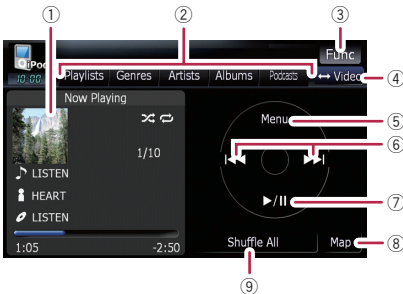 ① ② ③
iPod
Func
10:00 Playlists Genres Artists Albums Podcasts ↔ Video ④
Now Playing
Menu ⑤
1/10
⑥
LISTEN
HEART
▶/II ⑦
LISTEN
1:05 -2:50
Shuffle All Map ⑧
⑨